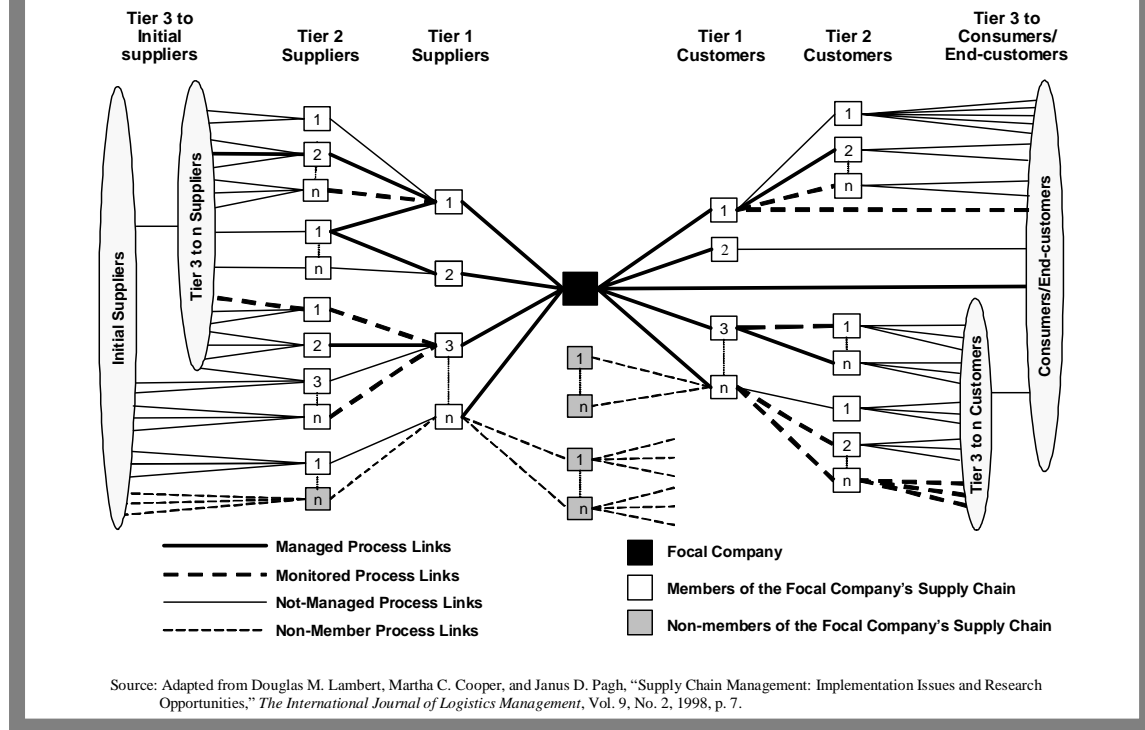 Tier 3 to
Initial
suppliers
Tier 2
Suppliers
Tier 1
Suppliers
Tier 1
Customers
Tier 2
Customers
Tier 3 to
Consumers/
End-customers
Initial Suppliers
Tier 3 to n Suppliers
1
2
n
1
n
1
2
3
n
1
n
1
2
3
n
1
n
1
n
1
2
3
n
1
2
n
1
n
1
2
n
Tier 3 to n Customers
Consumers/End-customers
Managed Process Links
Monitored Process Links
Not-Managed Process Links
Non-Member Process Links
Focal Company
Members of the Focal Company's Supply Chain
Non-members of the Focal Company's Supply Chain
Source: Adapted from Douglas M. Lambert, Martha C. Cooper, and Janus D. Pagh, “Supply Chain Management: Implementation Issues and Research
Opportunities,” The International Journal of Logistics Management, Vol. 9, No. 2, 1998, p. 7.